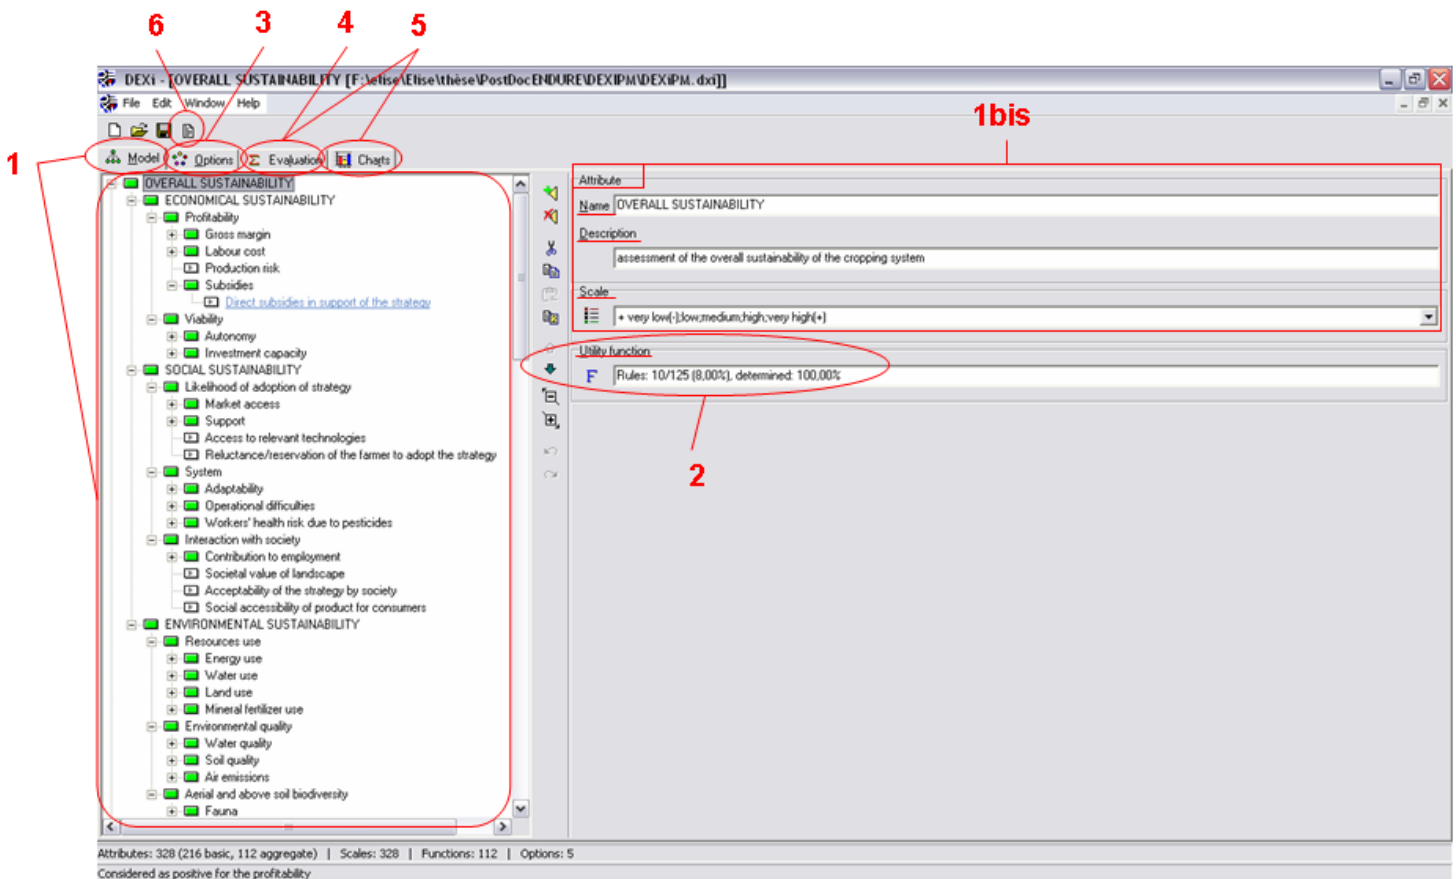 6 3 4 5
DEXi - [OVERALL SUSTAINABILITY [F:\elise\Elise\thèse\PostDocENDURE\DEXIPM\DEXiPM.dxi]]
File Edit Window Help
1bis
1
Model Options Evaluation Charts
OVERALL SUSTAINABILITY
ECONOMICAL SUSTAINABILITY
Profitability
Gross margin
Labour cost
Production risk
Subsidies
Direct subsidies in support of the strategy
Viability
Autonomy
Investment capacity
SOCIAL SUSTAINABILITY
Likelihood of adoption of strategy
Market access
Support
Access to relevant technologies
Reluctance/reservation of the farmer to adopt the strategy
System
Adaptability
Operational difficulties
Workers' health risk due to pesticides
Interaction with society
Contribution to employment
Societal value of landscape
Acceptability of the strategy by society
Social accessibility of product for consumers
ENVIRONMENTAL SUSTAINABILITY
Resources use
Energy use
Water use
Land use
Mineral fertilizer use
Environmental quality
Water quality
Soil quality
Air emissions
Aerial and above soil biodiversity
Fauna
Attribute
Name OVERALL SUSTAINABILITY
Description
assessment of the overall sustainability of the cropping system
Scale
+ very low(-);low;medium;high;very high(+)
Utility function
F Rules: 10/125 (8,00%), determined: 100,00%
2
Attributes: 328 (216 basic, 112 aggregate) | Scales: 328 | Functions: 112 | Options: 5
Considered as positive for the profitability